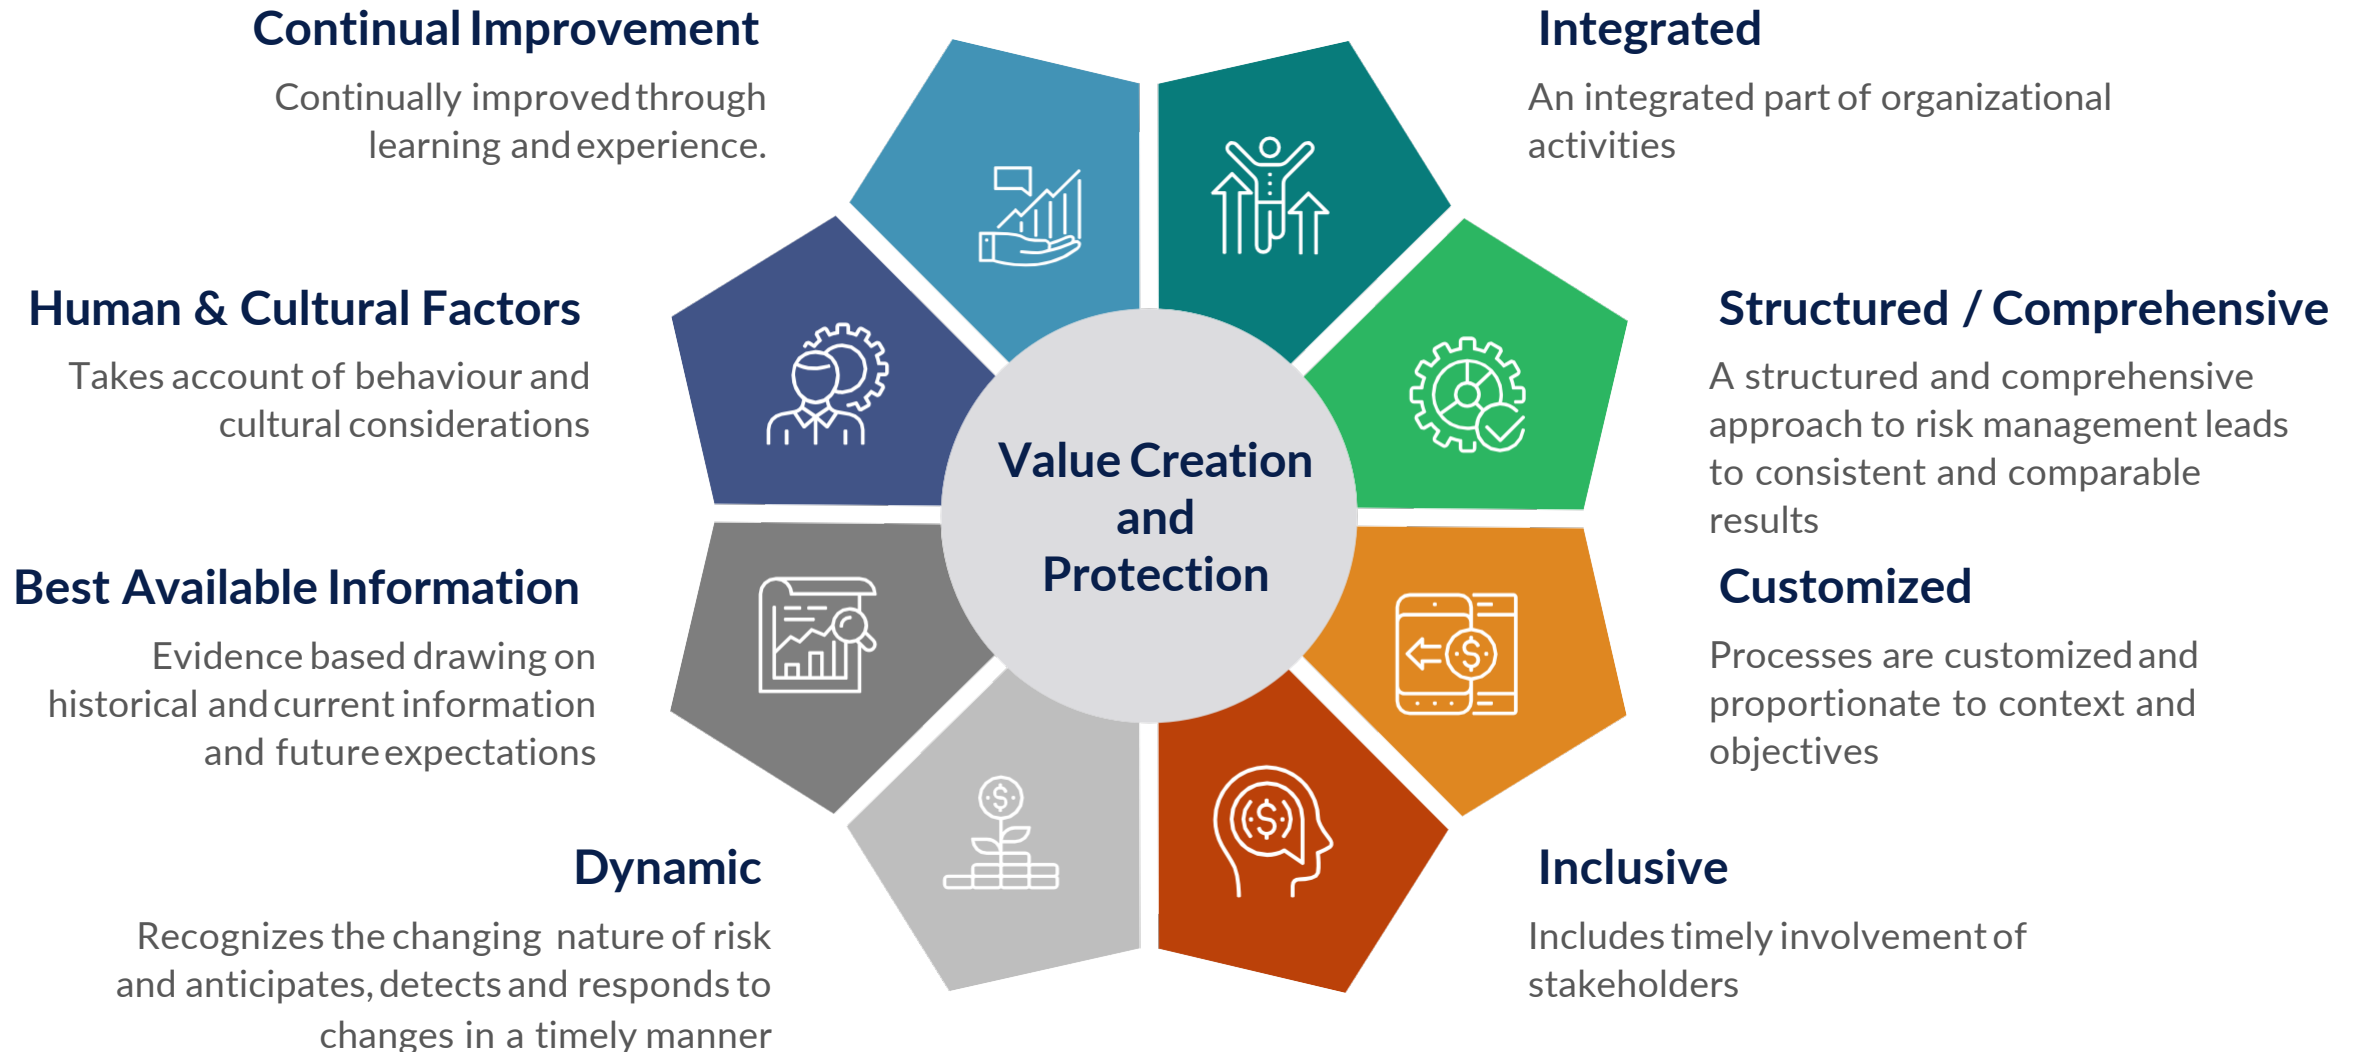 Continual Improvement
Continually improved through
learning and experience.
Integrated
An integrated part of organizational
activities
Human & Cultural Factors
Takes account of behaviour and
cultural considerations
Structured / Comprehensive
A structured and comprehensive
approach to risk management leads
to consistent and comparable
results
Value Creation
and
Protection
Best Available Information
Evidence based drawing on
historical and current information
and future expectations
Customized
Processes are customized and
proportionate to context and
objectives
Dynamic
Recognizes the changing nature of risk
and anticipates, detects and responds to
changes in a timely manner
Inclusive
Includes timely involvement of
stakeholders
$
$
$